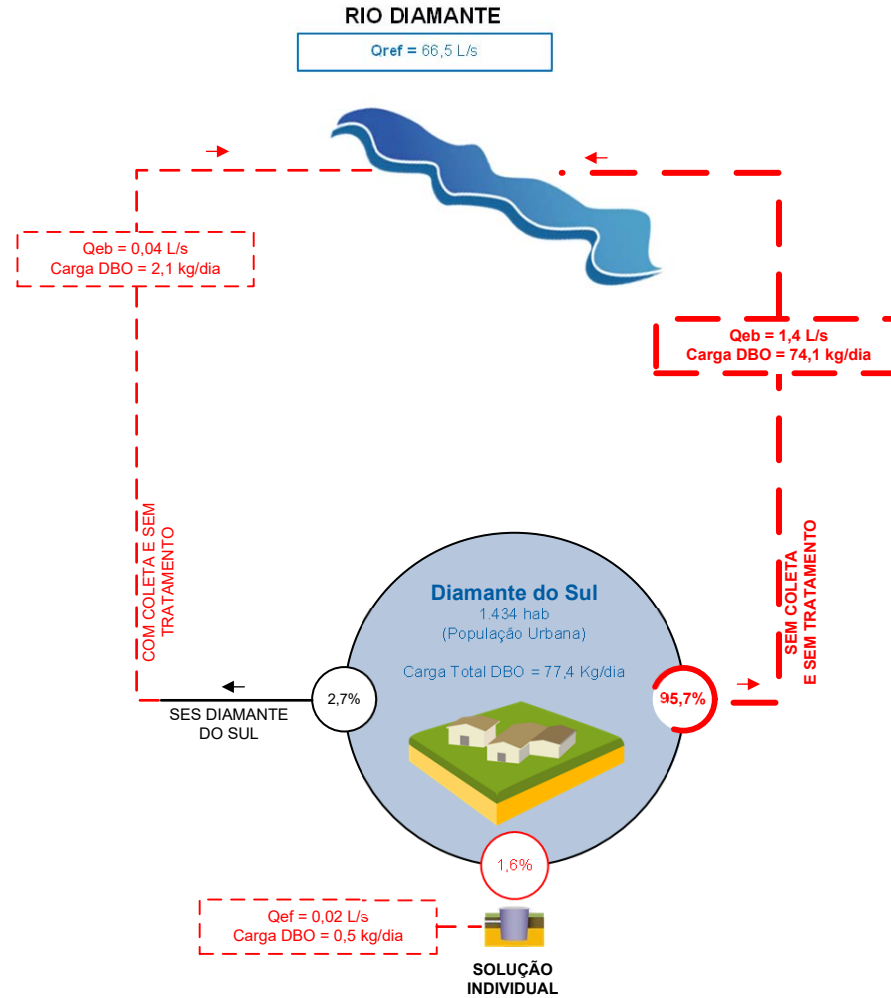 RIO DIAMANTE
Qref = 66,5 L/s
Qeb = 0,04 L/s
Carga DBO = 2,1 kg/dia
Qeb = 1,4 L/s
Carga DBO = 74,1 kg/dia
COM COLETA E SEM
TRATAMENTO
SEM COLETA
E SEM TRATAMENTO
Diamante do Sul
1.434 hab
(População Urbana)
Carga Total DBO = 77,4 Kg/dia
2,7%
95,7%
SES DIAMANTE
DO SUL
1,6%
Qef = 0,02 L/s
Carga DBO = 0,5 kg/dia
SOLUÇÃO
INDIVIDUAL